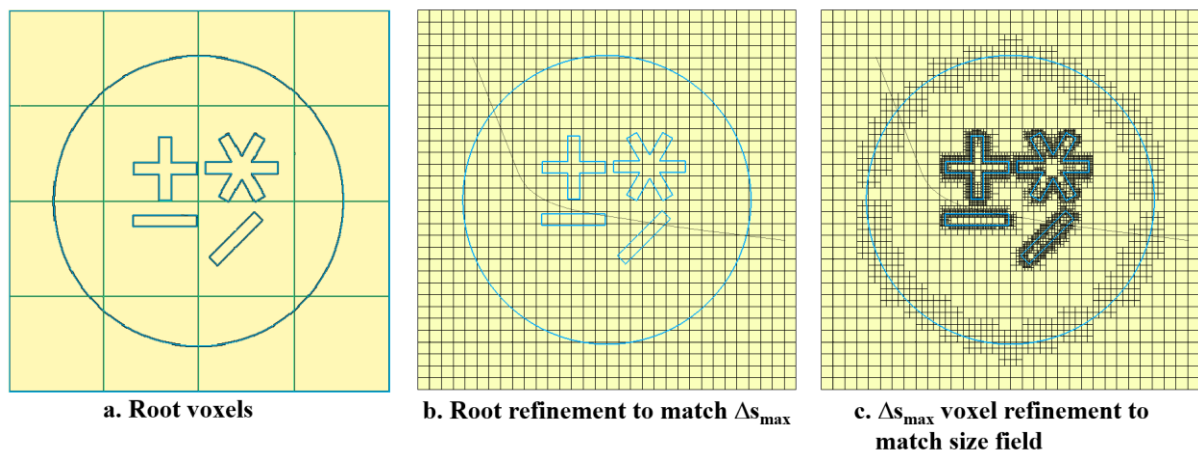 a. Root voxels
b. Root refinement to match Δsmax
c. Δsmax voxel refinement to
match size field